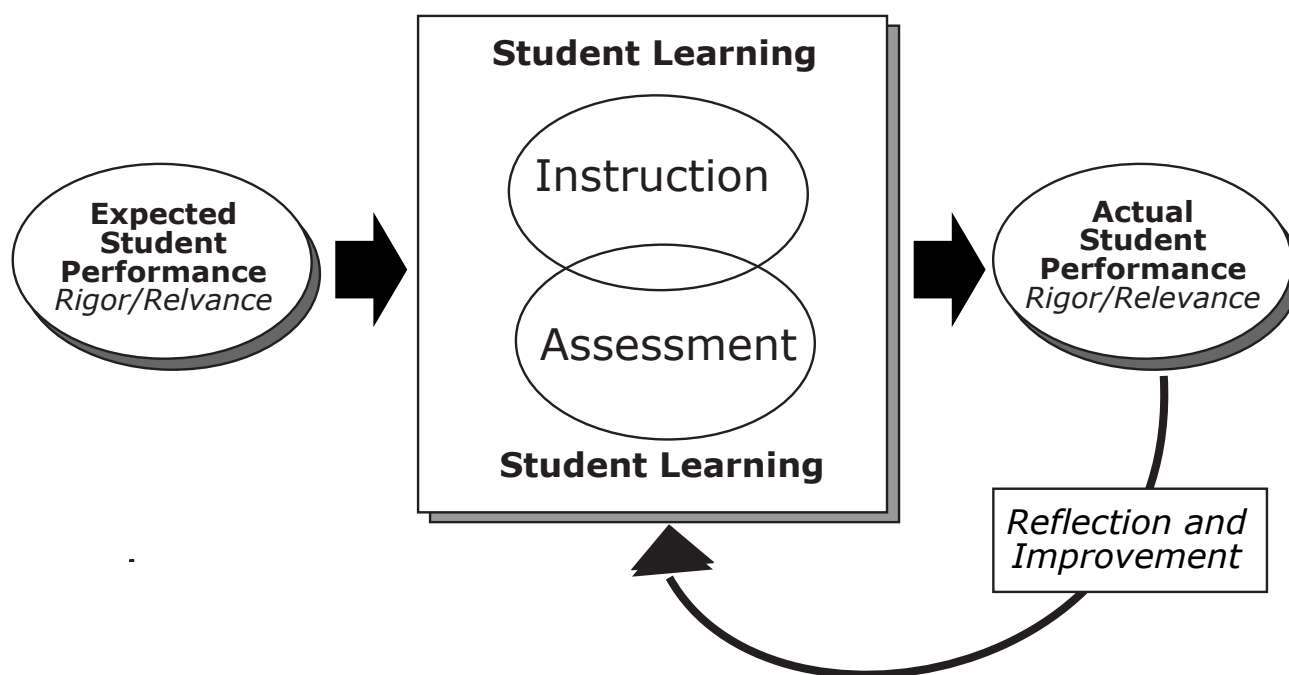 Student Learning
Instruction
Assessment
Student Learning
Expected
Student
Performance
Rigor/Relvance
Actual
Student
Performance
Rigor/Relevance
Reflection and
Improvement
-